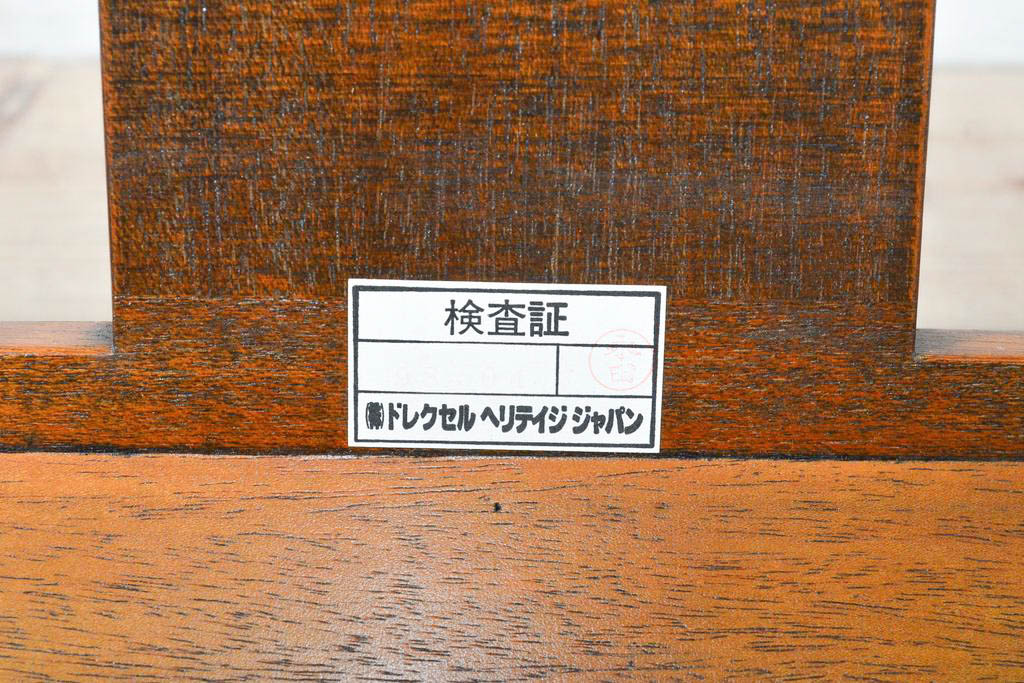 検査証
㈱ドレクセル ヘリテイジ ジャパン